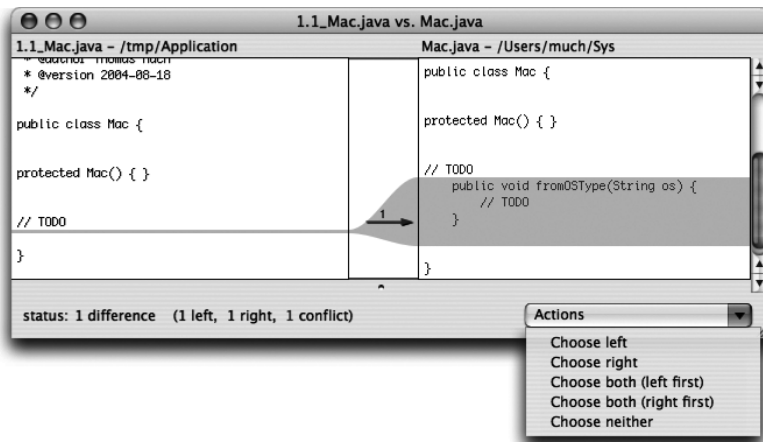 1.1_Mac.java vs. Mac.java
1.1_Mac.java – /tmp/Application
* @author Thomas Much
* @version 2004-08-18
*/
public class Mac {
protected Mac() { }
// TODO
}
1
Mac.java – /Users/much/Sys
public class Mac {
protected Mac() { }
// TODO
public void fromOSType(String os) {
// TODO
}
}
status: 1 difference (1 left, 1 right, 1 conflict)
Actions
Choose left
Choose right
Choose both (left first)
Choose both (right first)
Choose neither